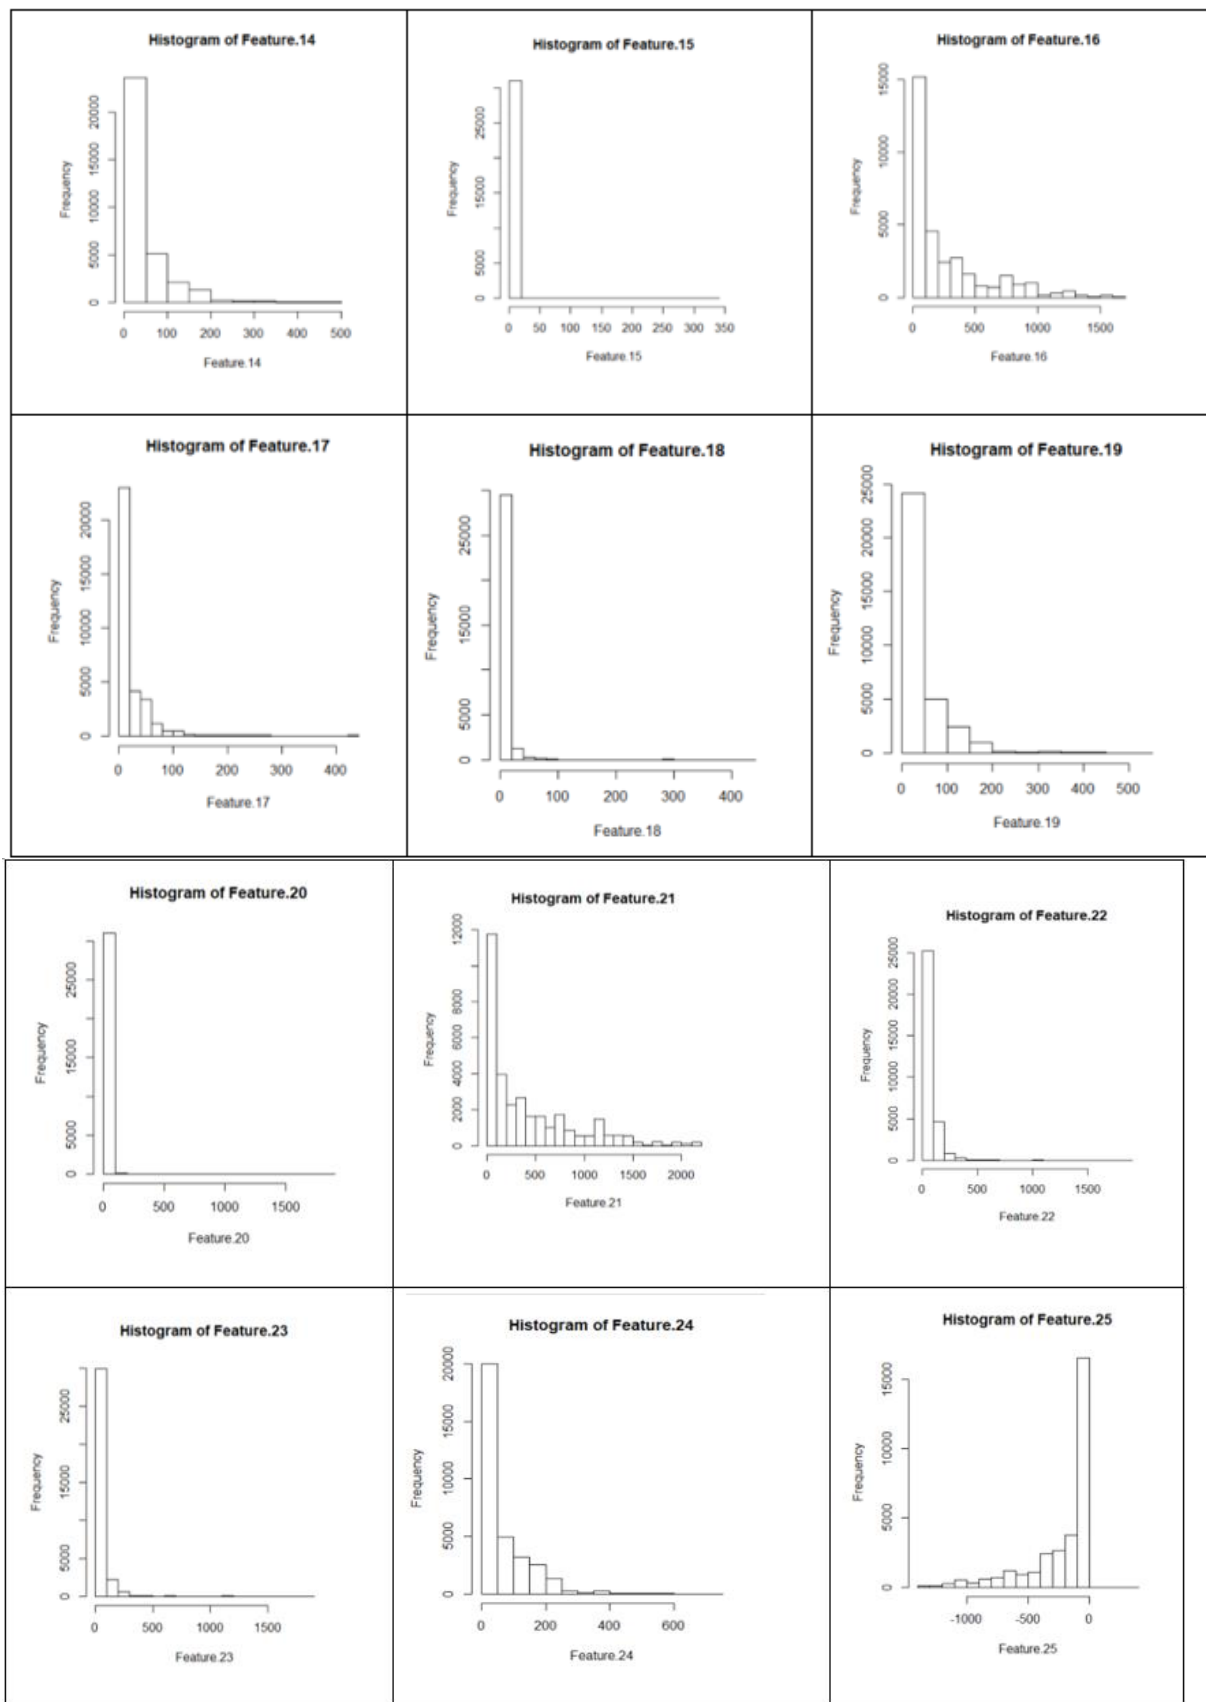 Histogram of Feature.14
Frequency
0 5000 10000 15000 20000
0 100 200 300 400 500
Feature.14
Histogram of Feature.15
Frequency
0 5000 15000 25000
0 50 100 150 200 250 300 350
Feature.15
Histogram of Feature.16
Frequency
0 5000 10000 15000
0 500 1000 1500
Feature.16
Histogram of Feature.17
Frequency
0 5000 10000 15000 20000
0 100 200 300 400
Feature.17
Histogram of Feature.18
Frequency
0 5000 15000 25000
0 100 200 300 400
Feature.18
Histogram of Feature.19
Frequency
0 5000 10000 15000 20000 25000
0 100 200 300 400 500
Feature.19
Histogram of Feature.20
Frequency
0 5000 15000 25000
0 500 1000 1500
Feature.20
Histogram of Feature.21
Frequency
0 2000 4000 6000 8000 12000
0 500 1000 1500 2000
Feature.21
Histogram of Feature.22
Frequency
0 5000 10000 15000 20000 25000
0 500 1000 1500
Feature.22
Histogram of Feature.23
Frequency
0 5000 15000 25000
0 500 1000 1500
Feature.23
Histogram of Feature.24
Frequency
0 5000 10000 15000 20000
0 200 400 600
Feature.24
Histogram of Feature.25
Frequency
0 5000 10000 15000
-1000 -500 0
Feature.25